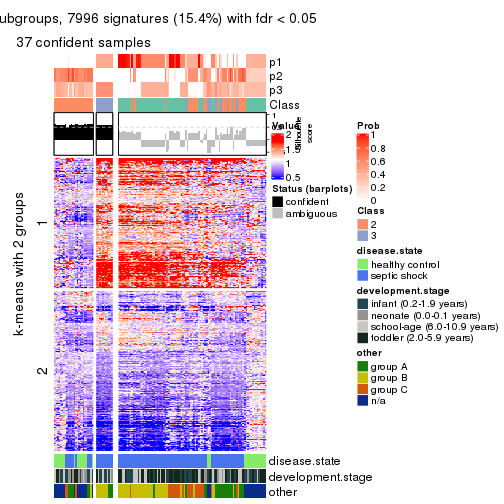 ubgroups, 7996 signatures (15.4%) with fdr < 0.05
37 confident samples
p1
p2
p3
Class
1
Silhouette
score
k-means with 2 groups
1
2
disease.state
development.stage
other
Value
2
1.5
1
0.5
Status (barplots)
confident
ambiguous
Prob
1
0.8
0.6
0.4
0.2
0
Class
2
3
disease.state
healthy control
septic shock
development.stage
infant (0.2-1.9 years)
neonate (0.0-0.1 years)
school-age (6.0-10.9 years)
toddler (2.0-5.9 years)
other
group A
group B
group C
n/a